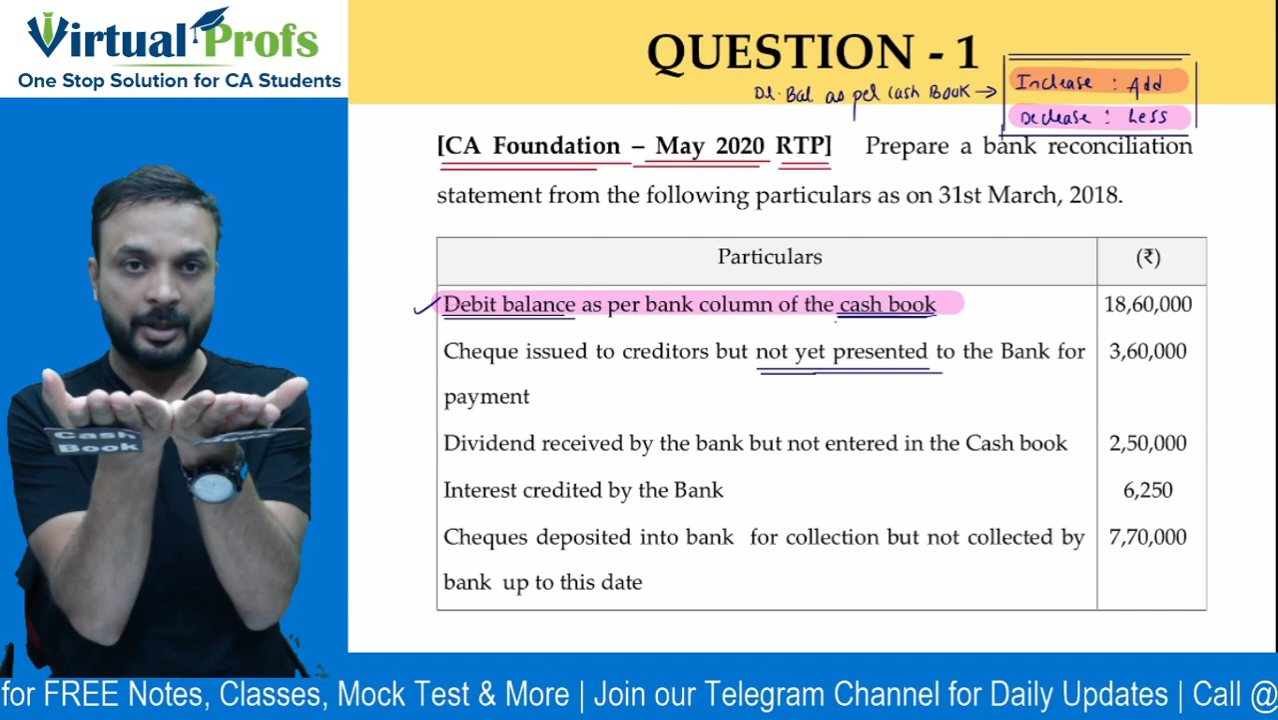 Virtual Profs
One Stop Solution for CA Students
QUESTION - 1
Dr. Bal as per Cash Book →
Increase : Add
Decrease : Less
[CA Foundation – May 2020 RTP] Prepare a bank reconciliation
statement from the following particulars as on 31st March, 2018.
Particulars (₹)
Debit balance as per bank column of the cash book 18,60,000
Cheque issued to creditors but not yet presented to the Bank for 3,60,000
payment
Dividend received by the bank but not entered in the Cash book 2,50,000
Interest credited by the Bank 6,250
Cheques deposited into bank for collection but not collected by 7,70,000
bank up to this date
Cash
Book
for FREE Notes, Classes, Mock Test & More | Join our Telegram Channel for Daily Updates | Call @